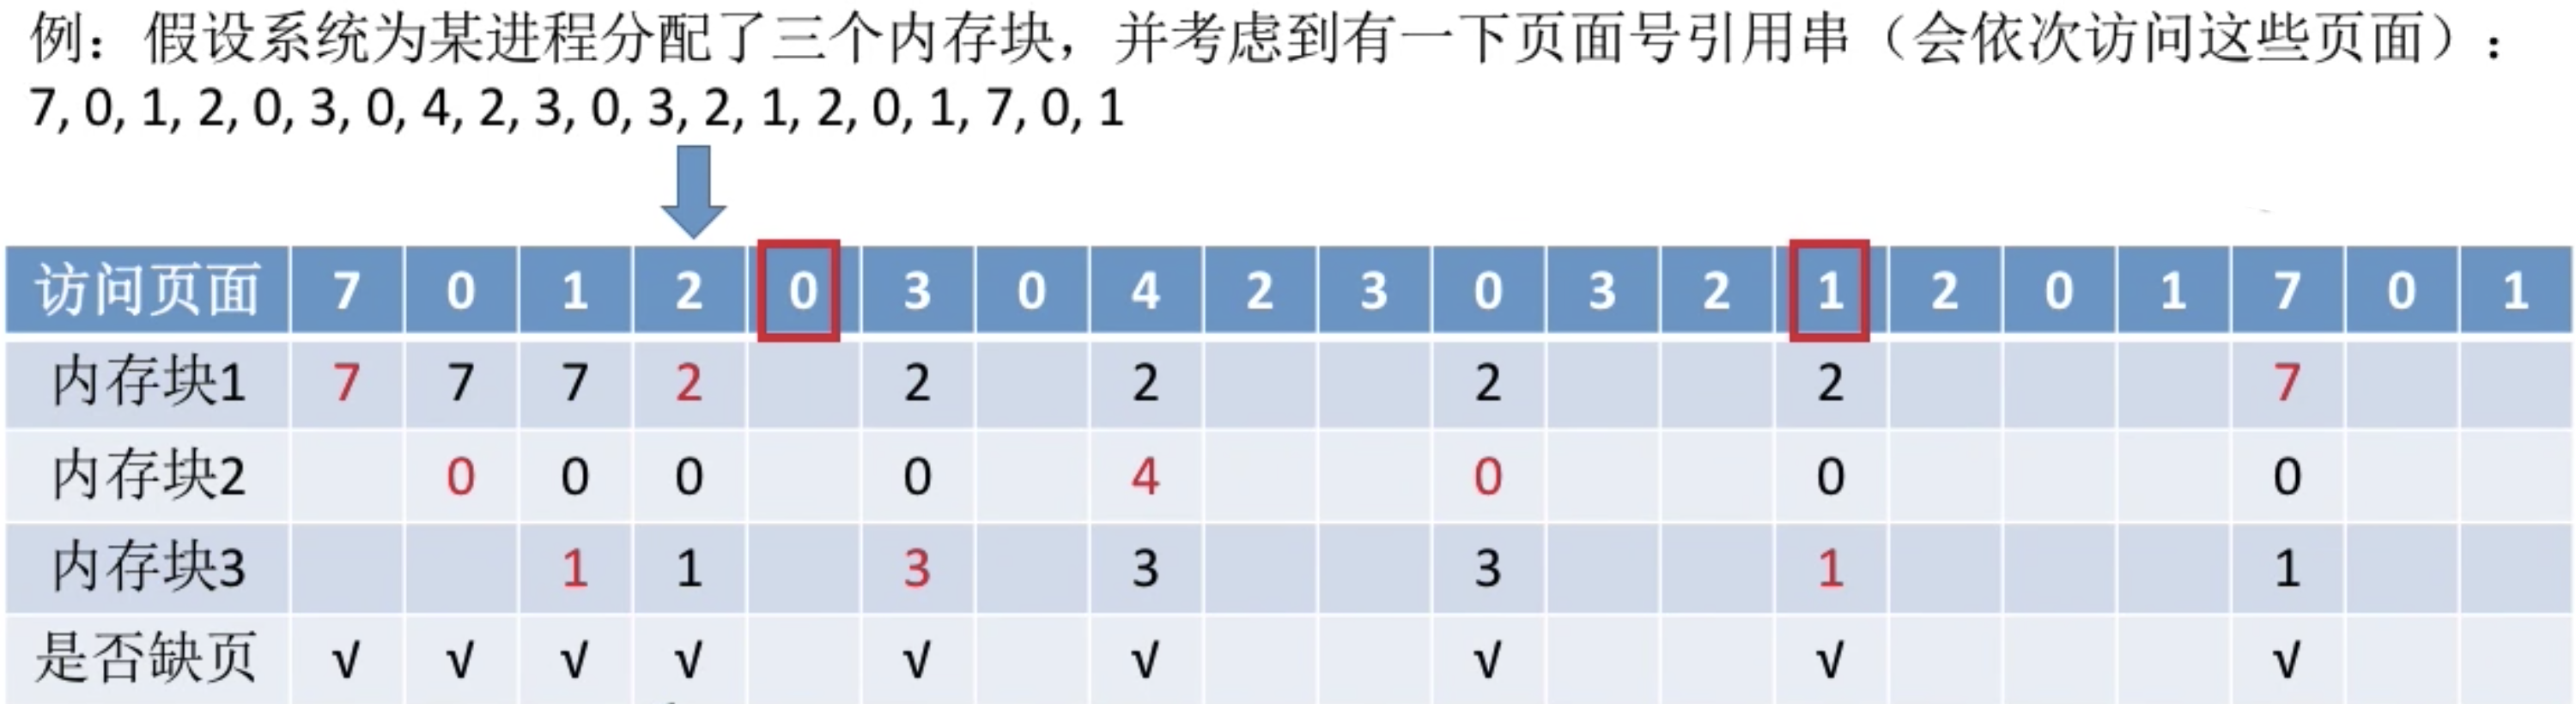 例：假设系统为某进程分配了三个内存块，并考虑到有一下页面号引用串（会依次访问这些页面）：
7, 0, 1, 2, 0, 3, 0, 4, 2, 3, 0, 3, 2, 1, 2, 0, 1, 7, 0, 1
访问页面 7 0 1 2 0 3 0 4 2 3 0 3 2 1 2 0 1 7 0 1
内存块1 7 7 7 2 2 2 2 2 7
内存块2 0 0 0 0 4 0 0 0
内存块3 1 1 3 3 3 1 1
是否缺页 √ √ √ √ √ √ √ √ √